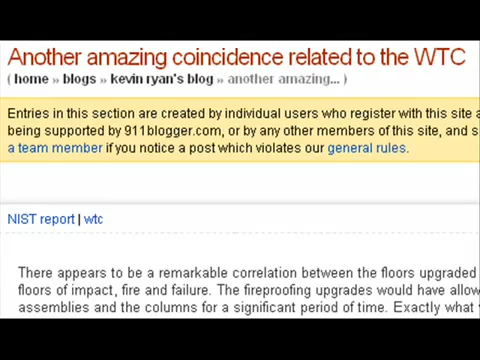 Another amazing coincidence related to the WTC
( home » blogs » kevin ryan's blog » another amazing... )
Entries in this section are created by individual users who register with this site
being supported by 911blogger.com, or by any other members of this site, and
a team member if you notice a post which violates our general rules.
NIST report | wtc
There appears to be a remarkable correlation between the floors upgraded
floors of impact, fire and failure. The fireproofing upgrades would have
assemblies and the columns for a significant period of time. Exactly what